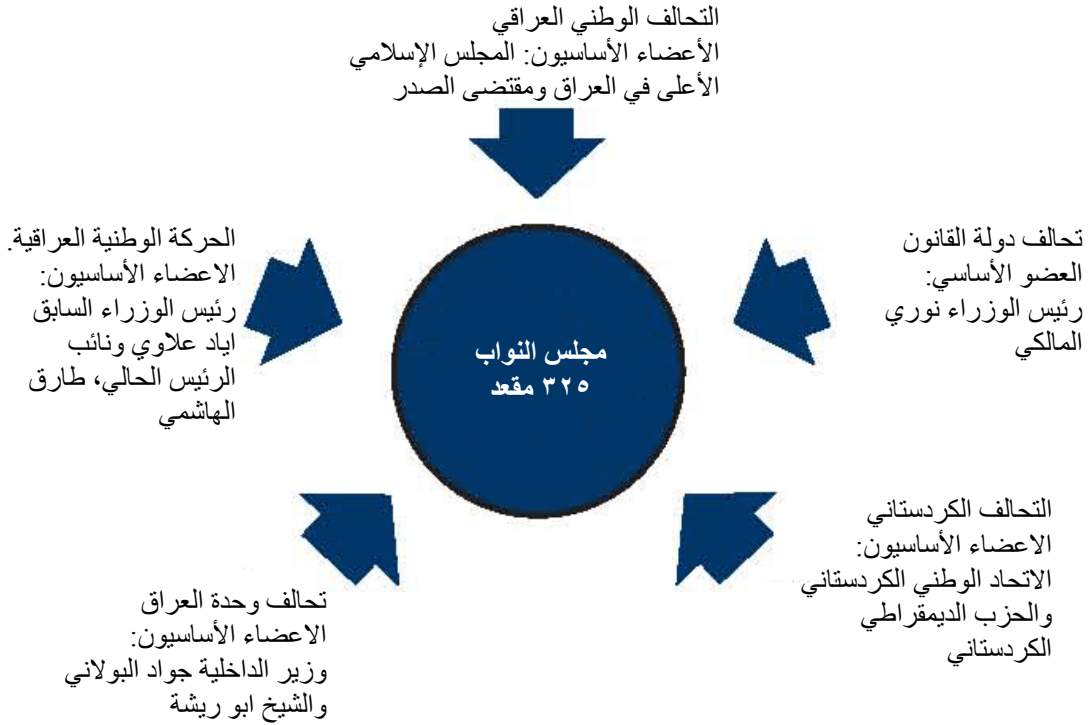 التحالف الوطني العراقي
الأعضاء الأساسيون: المجلس الإسلامي
الأعلى في العراق ومقتضى الصدر
تحالف دولة القانون
العضو الأساسي:
رئيس الوزراء نوري
المالكي
الحركة الوطنية العراقية.
الاعضاء الأساسيون:
رئيس الوزراء السابق
اياد علاوي ونائب
الرئيس الحالي، طارق
الهاشمي
مجلس النواب
٣٢٥ مقعد
التحالف الكردستاني
الاعضاء الأساسيون:
الاتحاد الوطني الكردستاني
والحزب الديمقراطي
الكردستاني
تحالف وحدة العراق
الاعضاء الأساسيون:
وزير الداخلية جواد البولاني
والشيخ ابو ريشة